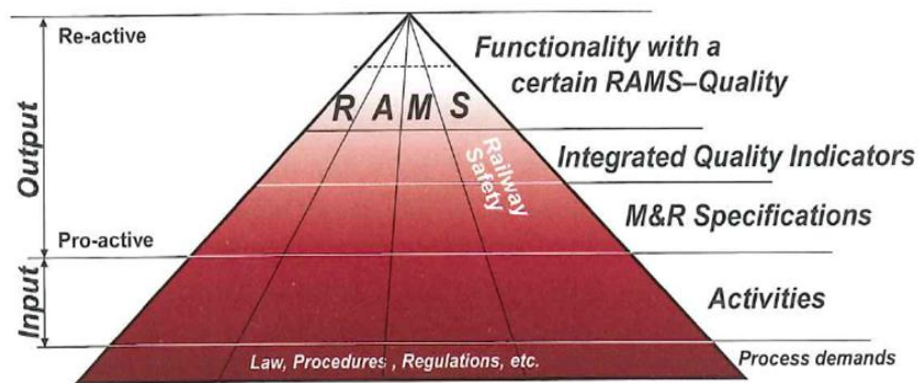 Re-active
Functionality with a
certain RAMS–Quality
R A M S
Output
Railway
Safety
Integrated Quality Indicators
M&R Specifications
Pro-active
Input
Activities
Law, Procedures , Regulations, etc.
Process demands